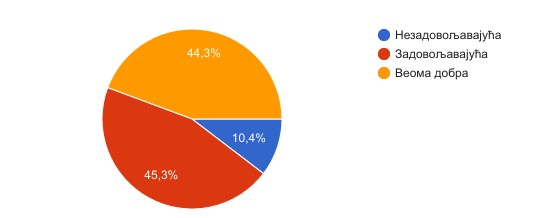 Незадовољавајућа
Задовољавајућа
Веома добра
44,3%
10,4%
45,3%